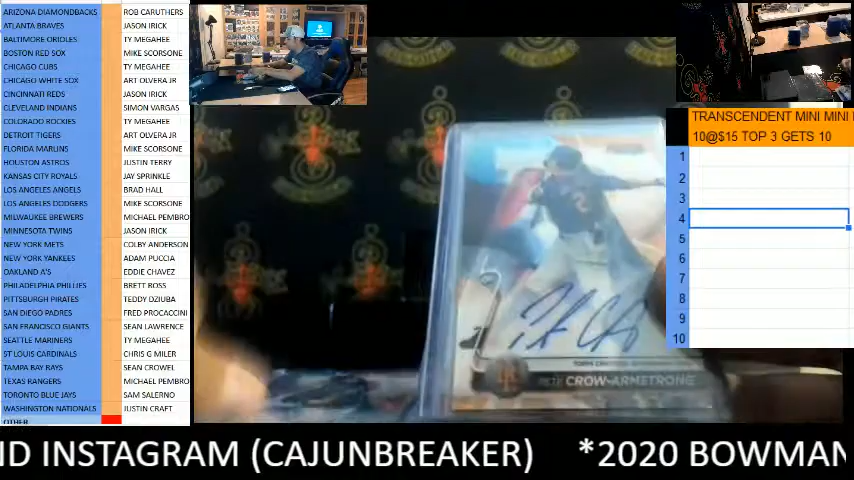 ARIZONA DIAMONDBACKS ROB CARUTHERS
ATLANTA BRAVES JASON IRICK
BALTIMORE ORIOLES TY MEGAHEE
BOSTON RED SOX MIKE SCORSONE
CHICAGO CUBS TY MEGAHEE
CHICAGO WHITE SOX ART OLVERA JR
CINCINNATI REDS JASON IRICK
CLEVELAND INDIANS SIMON VARGAS
COLORADO ROCKIES TY MEGAHEE
DETROIT TIGERS ART OLVERA JR
FLORIDA MARLINS MIKE SCORSONE
HOUSTON ASTROS JUSTIN TERRY
KANSAS CITY ROYALS JAY SPRINKLE
LOS ANGELES ANGELS BRAD HALL
LOS ANGELES DODGERS MIKE SCORSONE
MILWAUKEE BREWERS MICHAEL PEMBRO
MINNESOTA TWINS JASON IRICK
NEW YORK METS COLBY ANDERSON
NEW YORK YANKEES ADAM PUCCIA
OAKLAND A'S EDDIE CHAVEZ
PHILADELPHIA PHILLIES BRETT BOSS
PITTSBURGH PIRATES TEDDY DZIUBA
SAN DIEGO PADRES FRED PROCACCINI
SAN FRANCISCO GIANTS SEAN LAWRENCE
SEATTLE MARINERS TY MEGAHEE
ST LOUIS CARDINALS CHRIS G MILER
TAMPA BAY RAYS SEAN CROWEL
TEXAS RANGERS MICHAEL PEMBRO
TORONTO BLUE JAYS SAM SALERNO
WASHINGTON NATIONALS JUSTIN CRAFT
OTHER
2
PETE CROW-ARMSTRONG
TRANSCENDENT MINI MINI
10@$15 TOP 3 GETS 10
1
2
3
4
5
6
7
8
9
10
ND INSTAGRAM (CAJUNBREAKER) *2020 BOWMAN